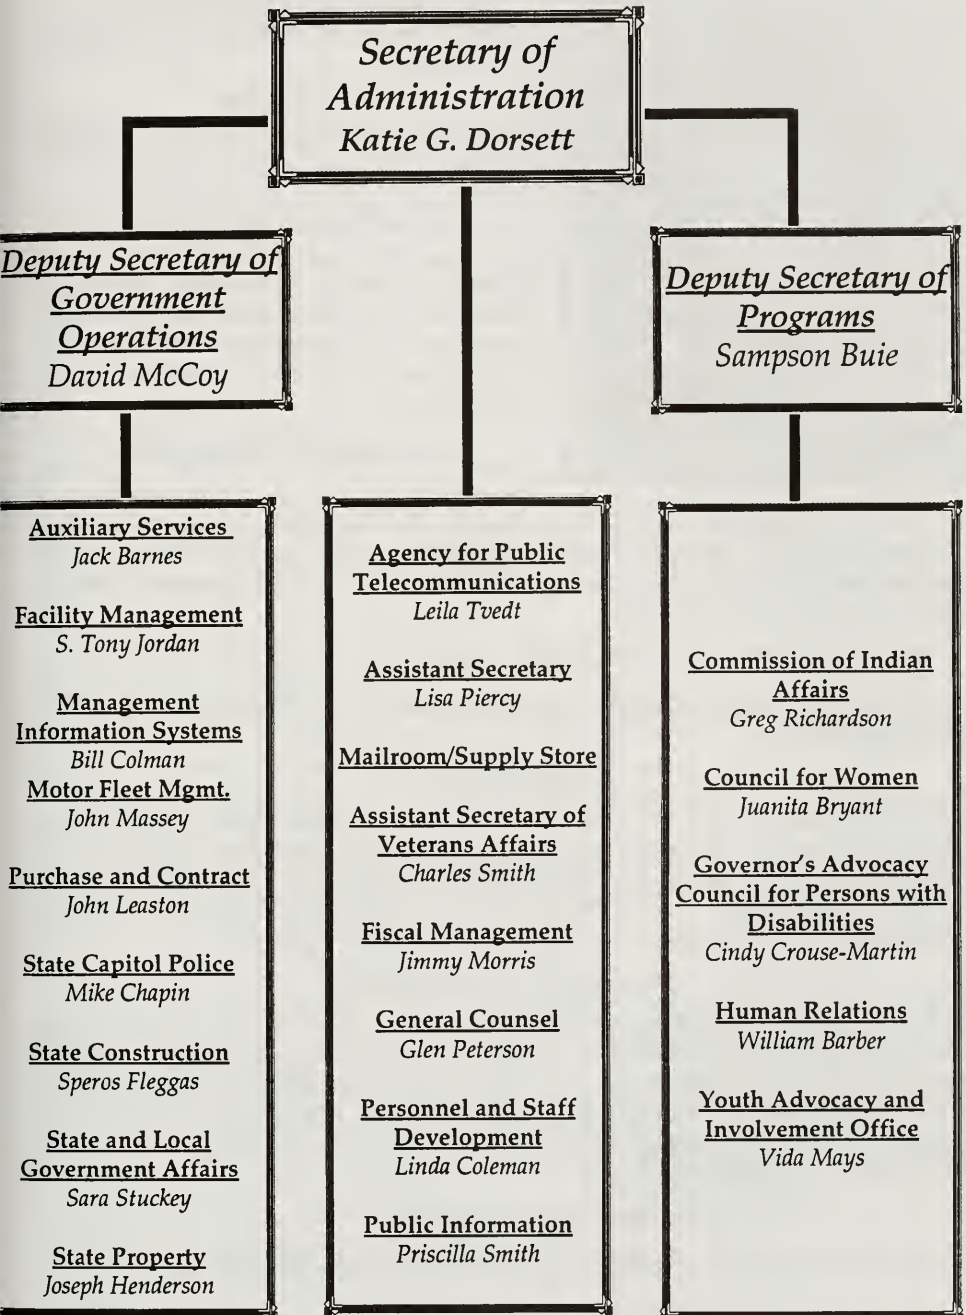 Secretary of
Administration
Katie G. Dorsett
Deputy Secretary of
Government
Operations
David McCoy
Deputy Secretary of
Programs
Sampson Buie
Auxiliary Services
Jack Barnes
Facility Management
S. Tony Jordan
Management
Information Systems
Bill Colman
Motor Fleet Mgmt.
John Massey
Purchase and Contract
John Leaston
State Capitol Police
Mike Chapin
State Construction
Speros Fleggas
State and Local
Government Affairs
Sara Stuckey
State Property
Joseph Henderson
Agency for Public
Telecommunications
Leila Tvedt
Assistant Secretary
Lisa Piercy
Mailroom/Supply Store
Assistant Secretary of
Veterans Affairs
Charles Smith
Fiscal Management
Jimmy Morris
General Counsel
Glen Peterson
Personnel and Staff
Development
Linda Coleman
Public Information
Priscilla Smith
Commission of Indian
Affairs
Greg Richardson
Council for Women
Juanita Bryant
Governor's Advocacy
Council for Persons with
Disabilities
Cindy Crouse-Martin
Human Relations
William Barber
Youth Advocacy and
Involvement Office
Vida Mays